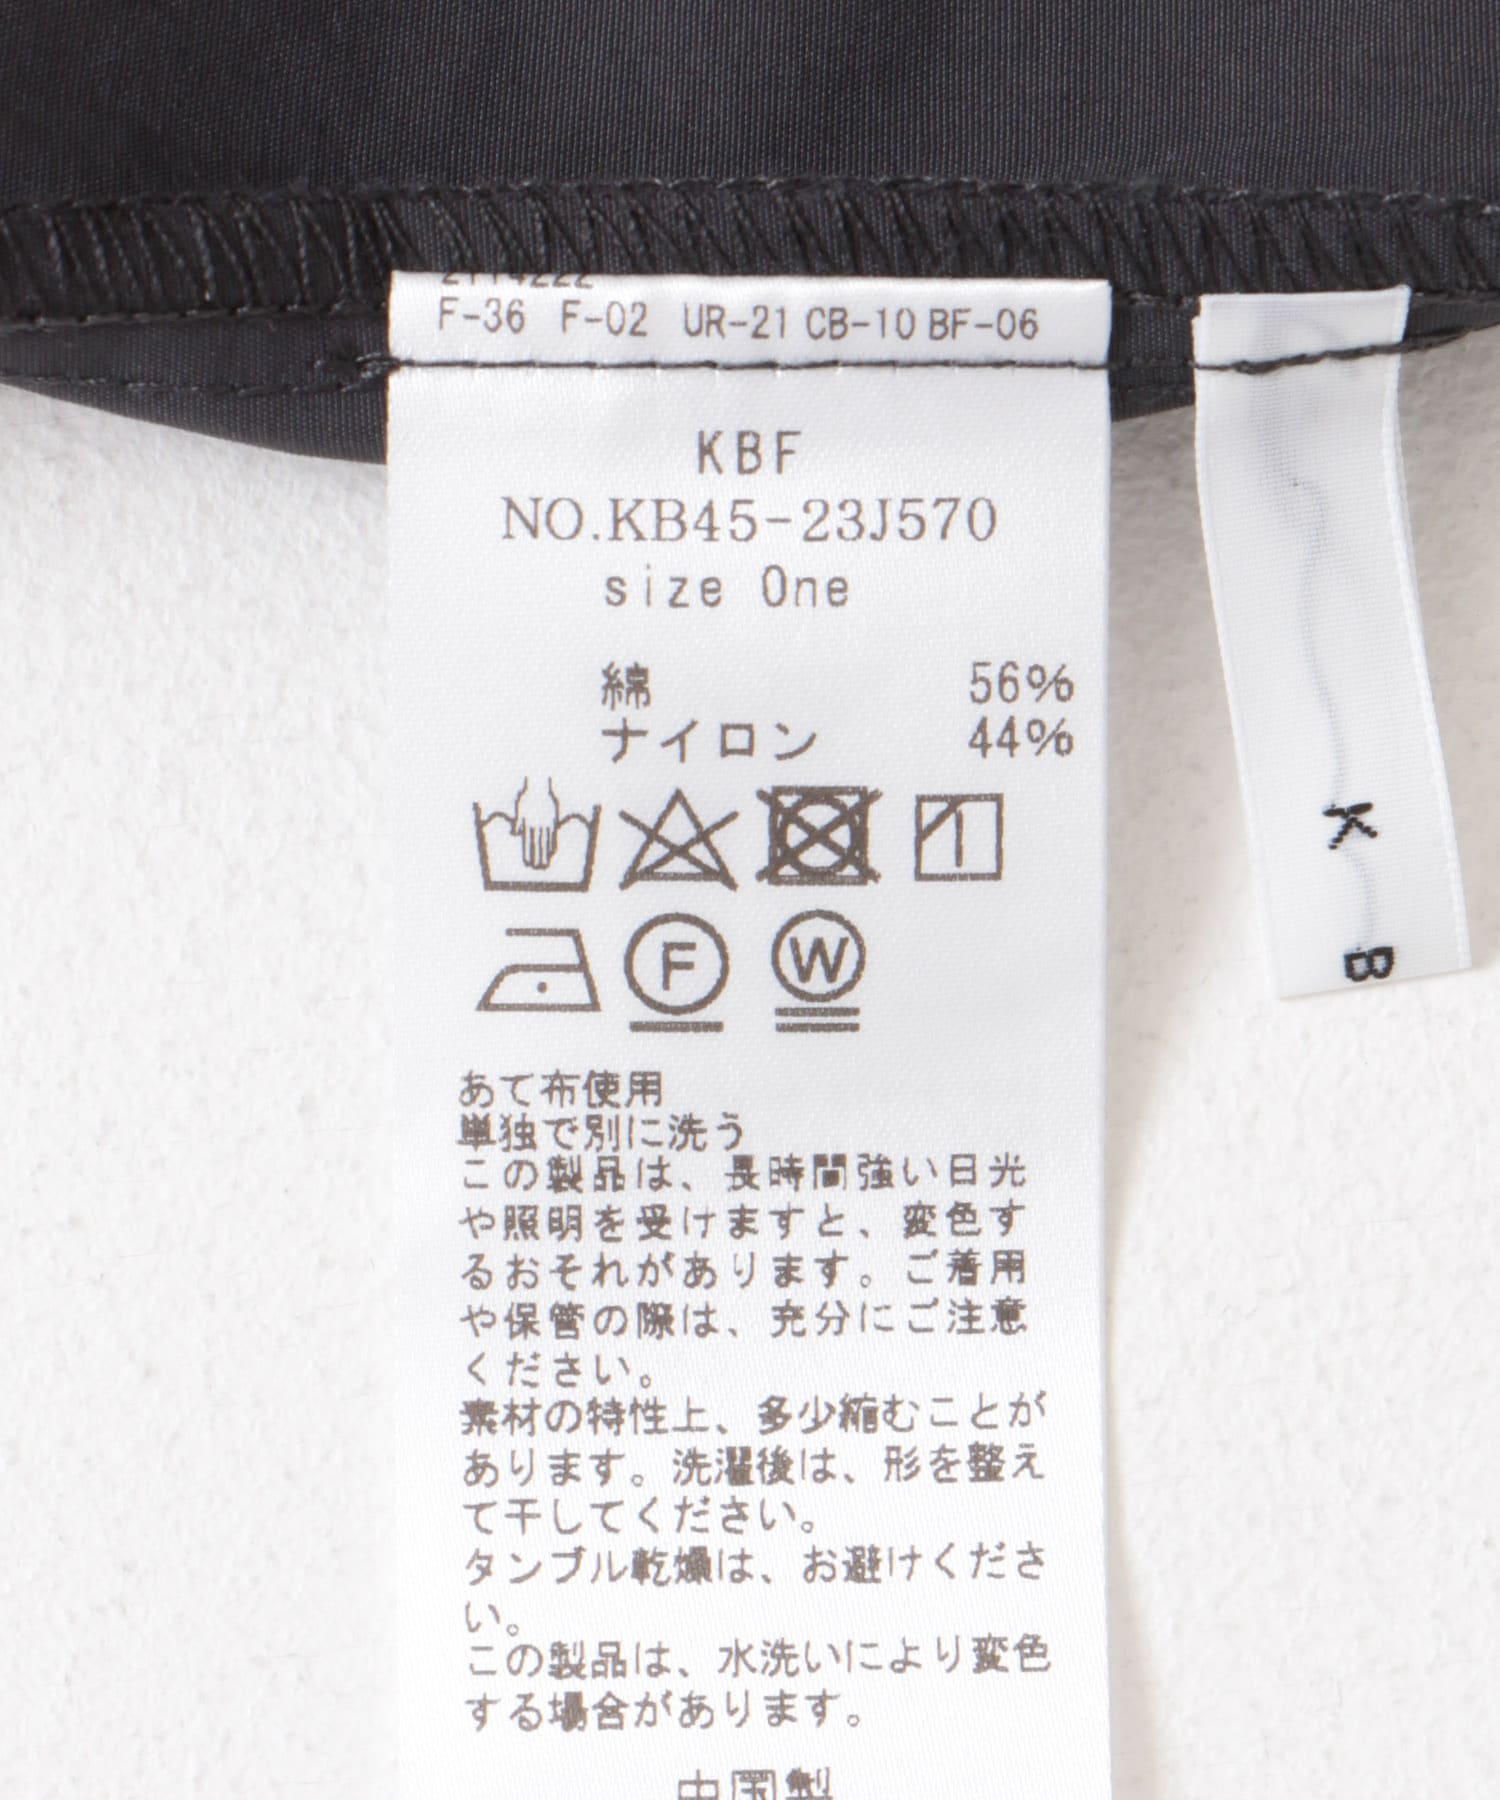 F-36 F-02 UR-21 CB-10 BF-06
KBF
NO.KB45-23J570
size One
綿 56%
ナイロン 44%
F W
あて布使用
単独で別に洗う
この製品は、長時間強い日光
や照明を受けますと、変色す
るおそれがあります。ご着用
や保管の際は、充分にご注意
ください。
素材の特性上、多少縮むことが
あります。洗濯後は、形を整え
て干してください。
タンブル乾燥は、お避けくださ
い。
この製品は、水洗いにより変色
する場合があります。
中国製
K
B